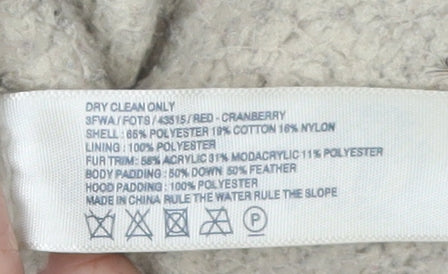 DRY CLEAN ONLY
3FWA / FOTS / 43515 / RED - CRANBERRY
SHELL : 65% POLYESTER 19% COTTON 16% NYLON
LINING : 100% POLYESTER
FUR TRIM : 58% ACRYLIC 31% MODACRYLIC 11% POLYESTER
BODY PADDING : 50% DOWN 50% FEATHER
HOOD PADDING : 100% POLYESTER
MADE IN CHINA RULE THE WATER RULE THE SLOPE
P